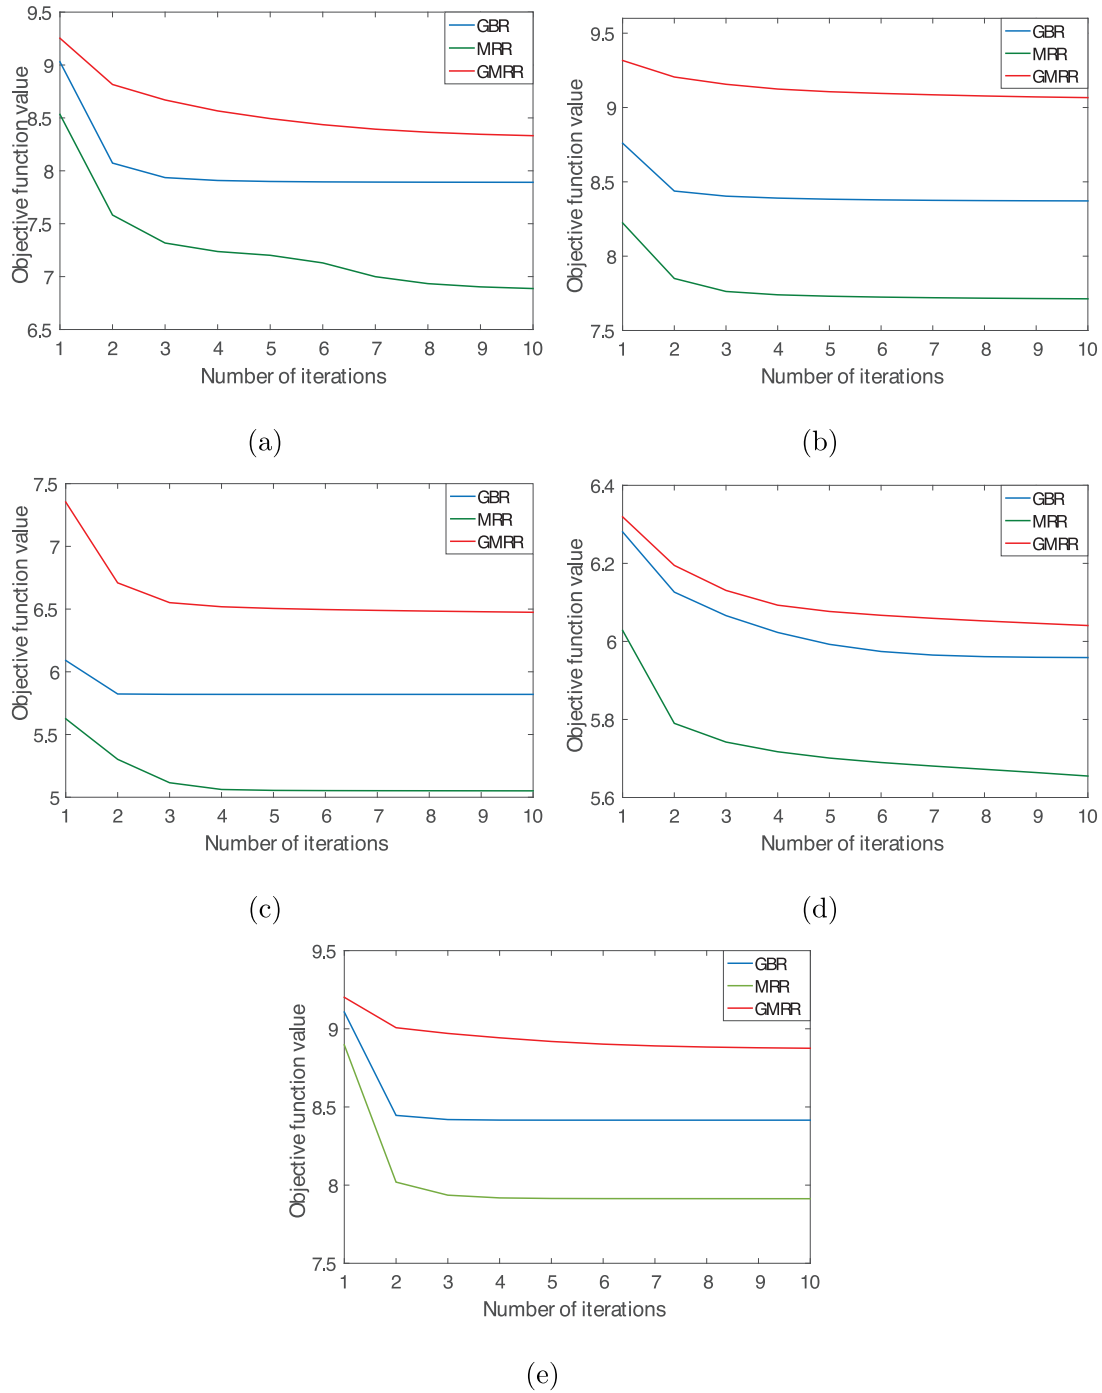 9.5
9
8.5
8
7.5
7
6.5
Objective function value
GBR
MRR
GMRR
1 2 3 4 5 6 7 8 9 10
Number of iterations
(a)
9.5
9
8.5
8
7.5
Objective function value
GBR
MRR
GMRR
1 2 3 4 5 6 7 8 9 10
Number of iterations
(b)
7.5
7
6.5
6
5.5
5
Objective function value
GBR
MRR
GMRR
1 2 3 4 5 6 7 8 9 10
Number of iterations
(c)
6.4
6.2
6
5.8
5.6
Objective function value
GBR
MRR
GMRR
1 2 3 4 5 6 7 8 9 10
Number of iterations
(d)
9.5
9
8.5
8
7.5
Objective function value
GBR
MRR
GMRR
1 2 3 4 5 6 7 8 9 10
Number of iterations
(e)